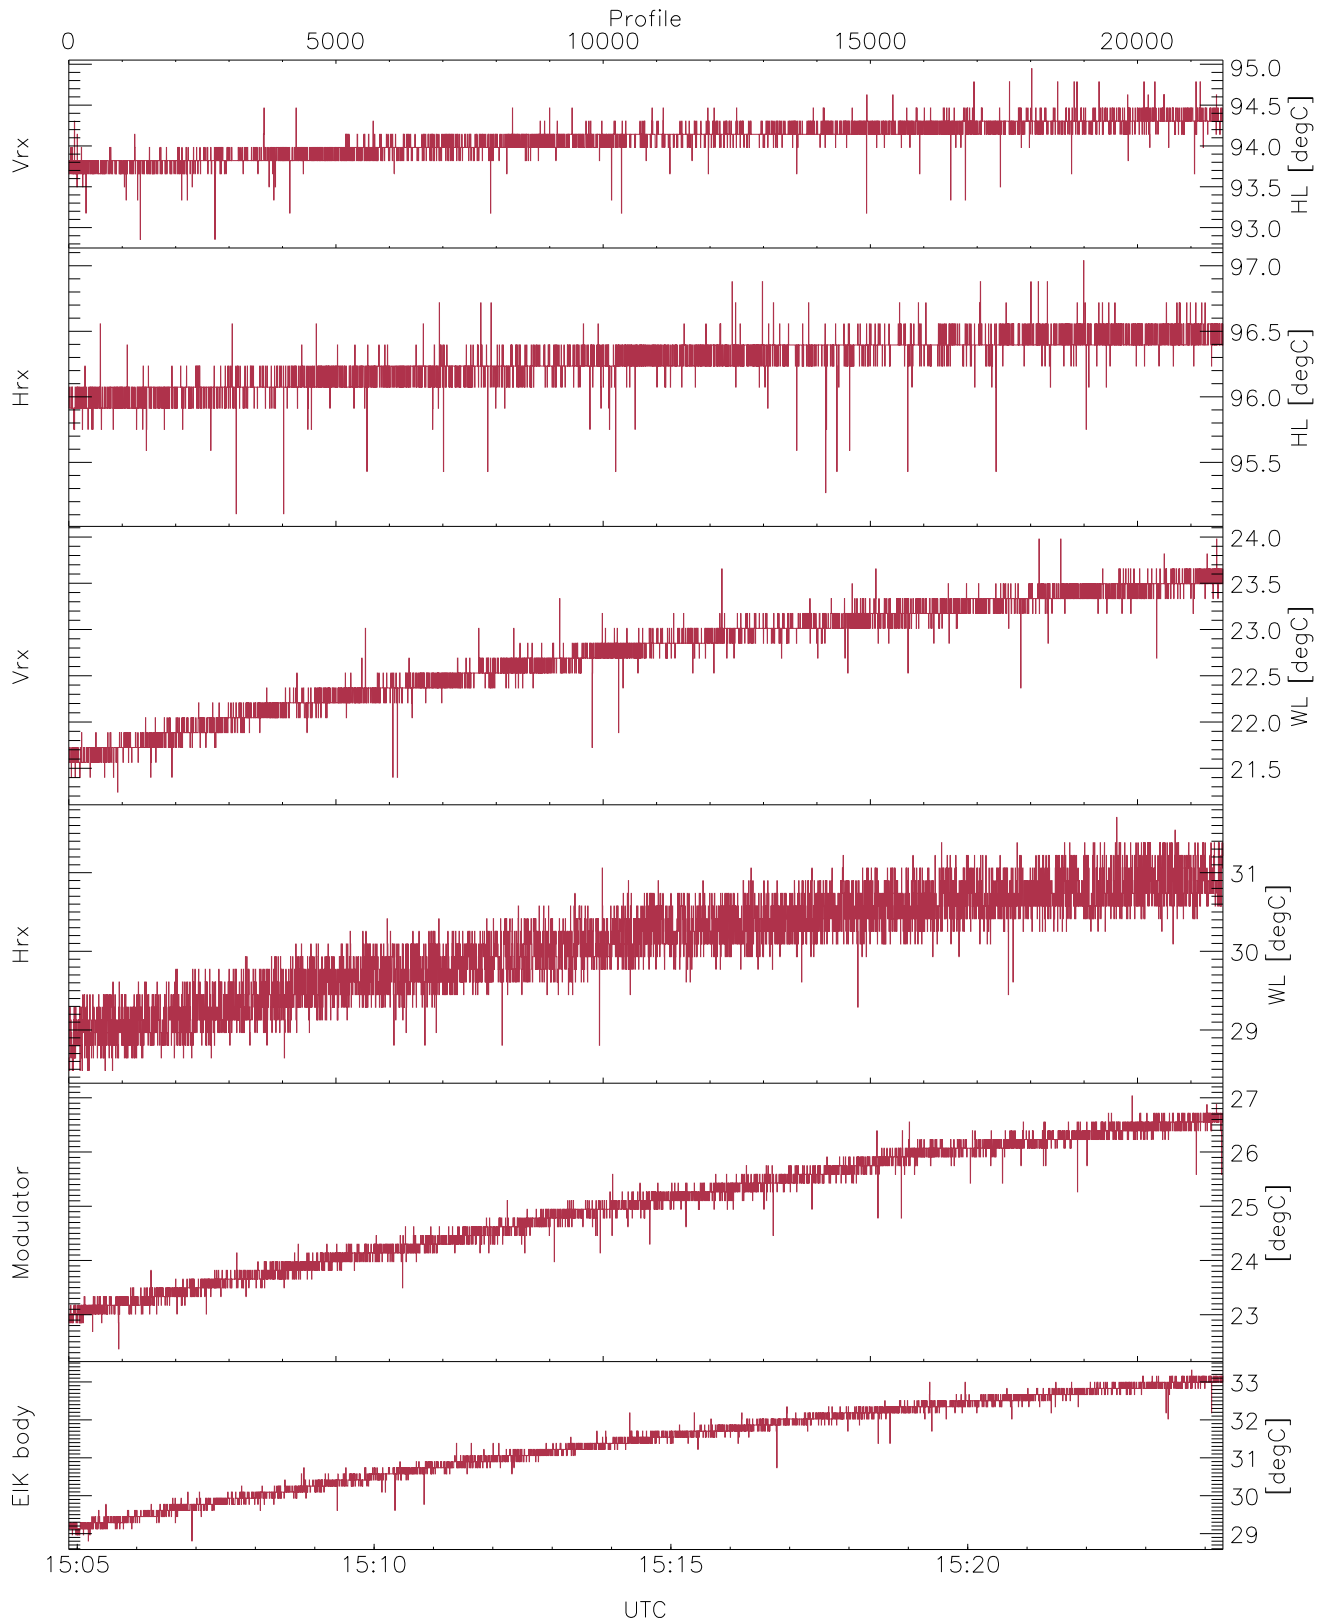 Profile
0 5000 10000 15000 20000
Vrx
95.0
94.5
94.0
93.5
93.0
HL [degC]
Hrx
97.0
96.5
96.0
95.5
HL [degC]
Vrx
24.0
23.5
23.0
22.5
22.0
21.5
WL [degC]
Hrx
31
30
29
WL [degC]
Modulator
27
26
25
24
23
[degC]
EIK body
33
32
31
30
29
[degC]
15:05 15:10 15:15 15:20
UTC